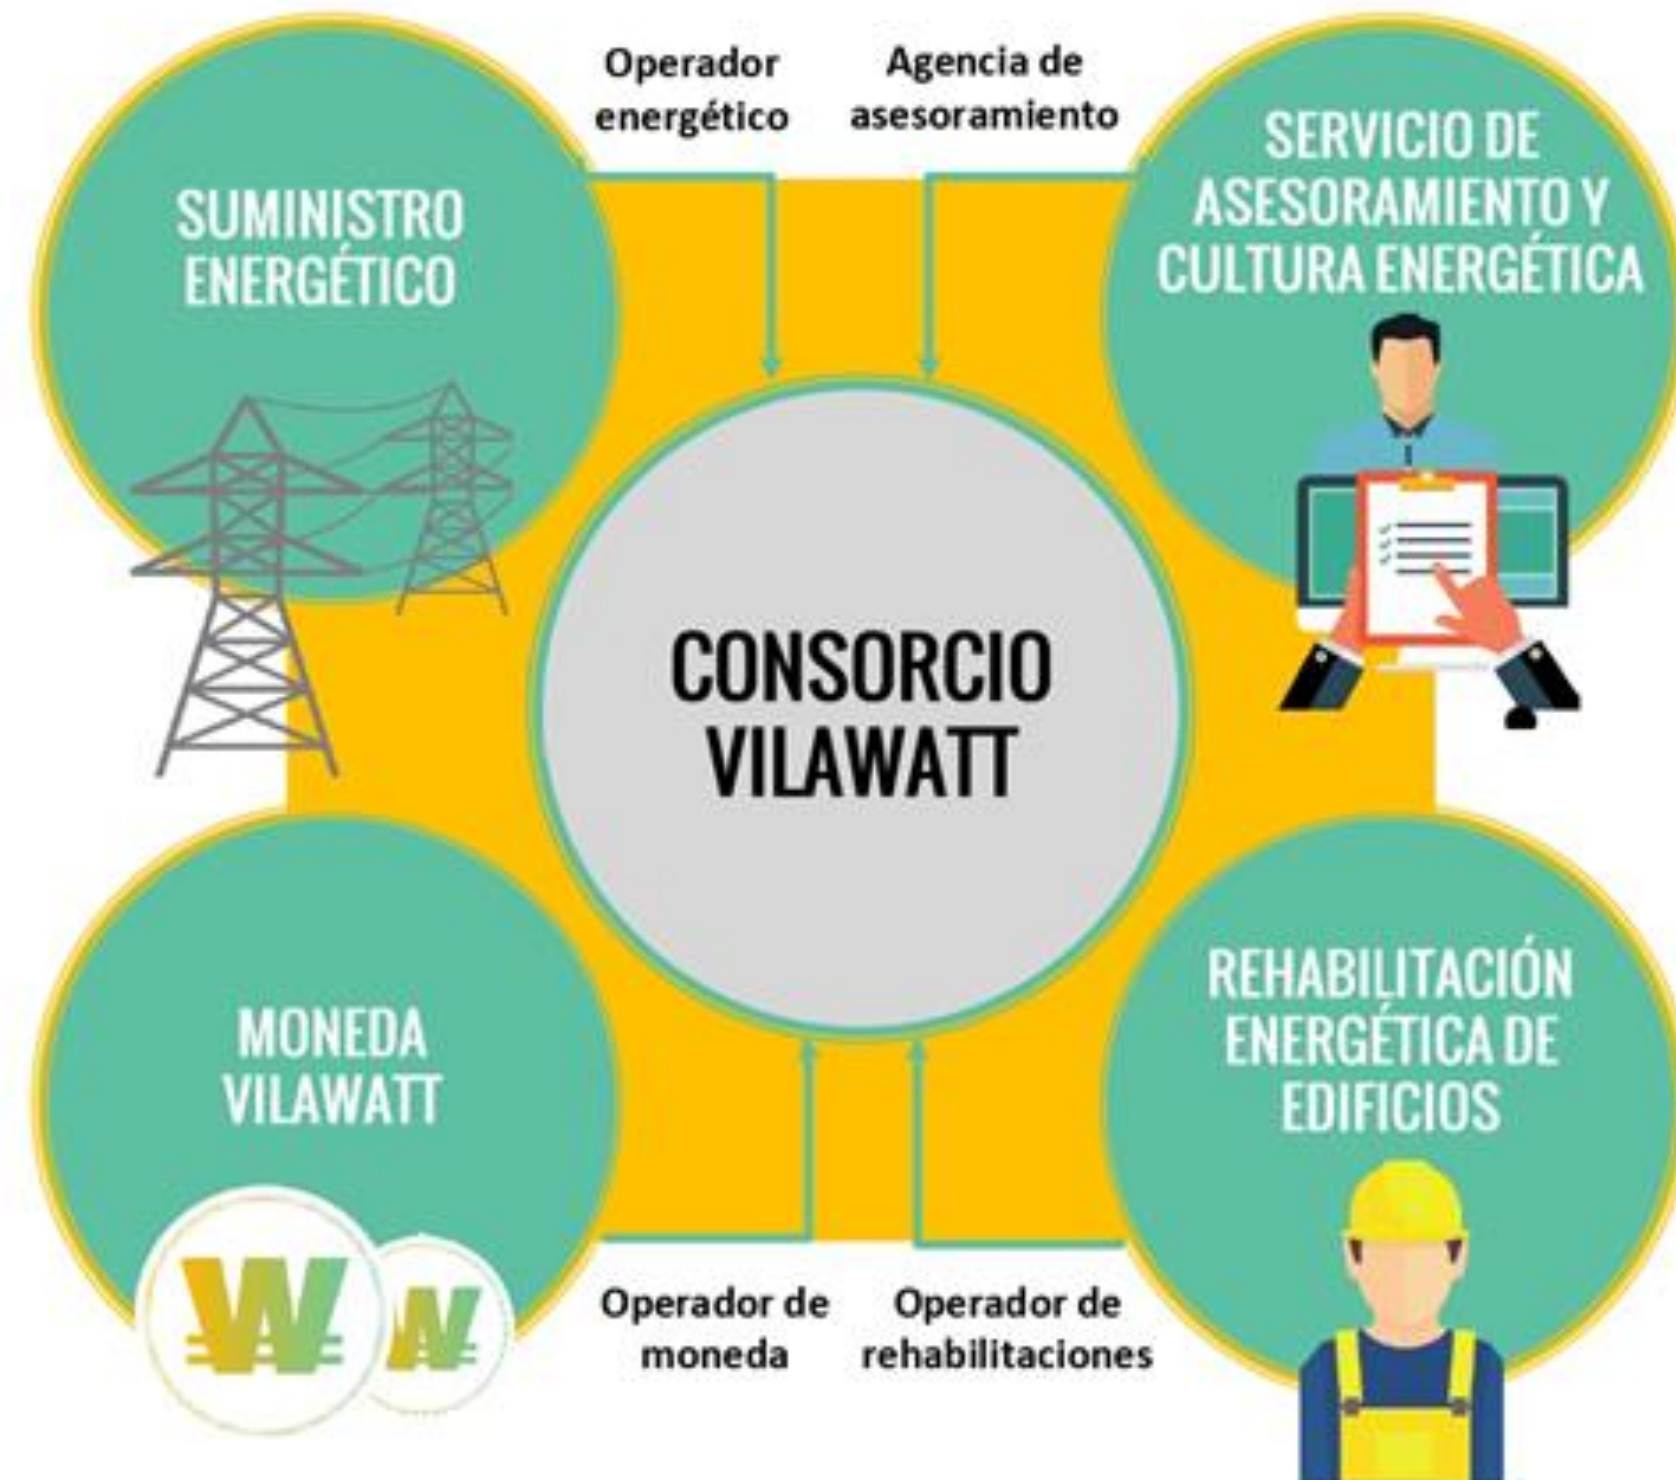 Operador
energético
Agencia de
asesoramiento
SUMINISTRO
ENERGÉTICO
SERVICIO DE
ASESORAMIENTO Y
CULTURA ENERGÉTICA
CONSORCIO
VILAWATT
MONEDA
VILAWATT
REHABILITACIÓN
ENERGÉTICA DE
EDIFICIOS
Operador de
moneda
Operador de
rehabilitaciones